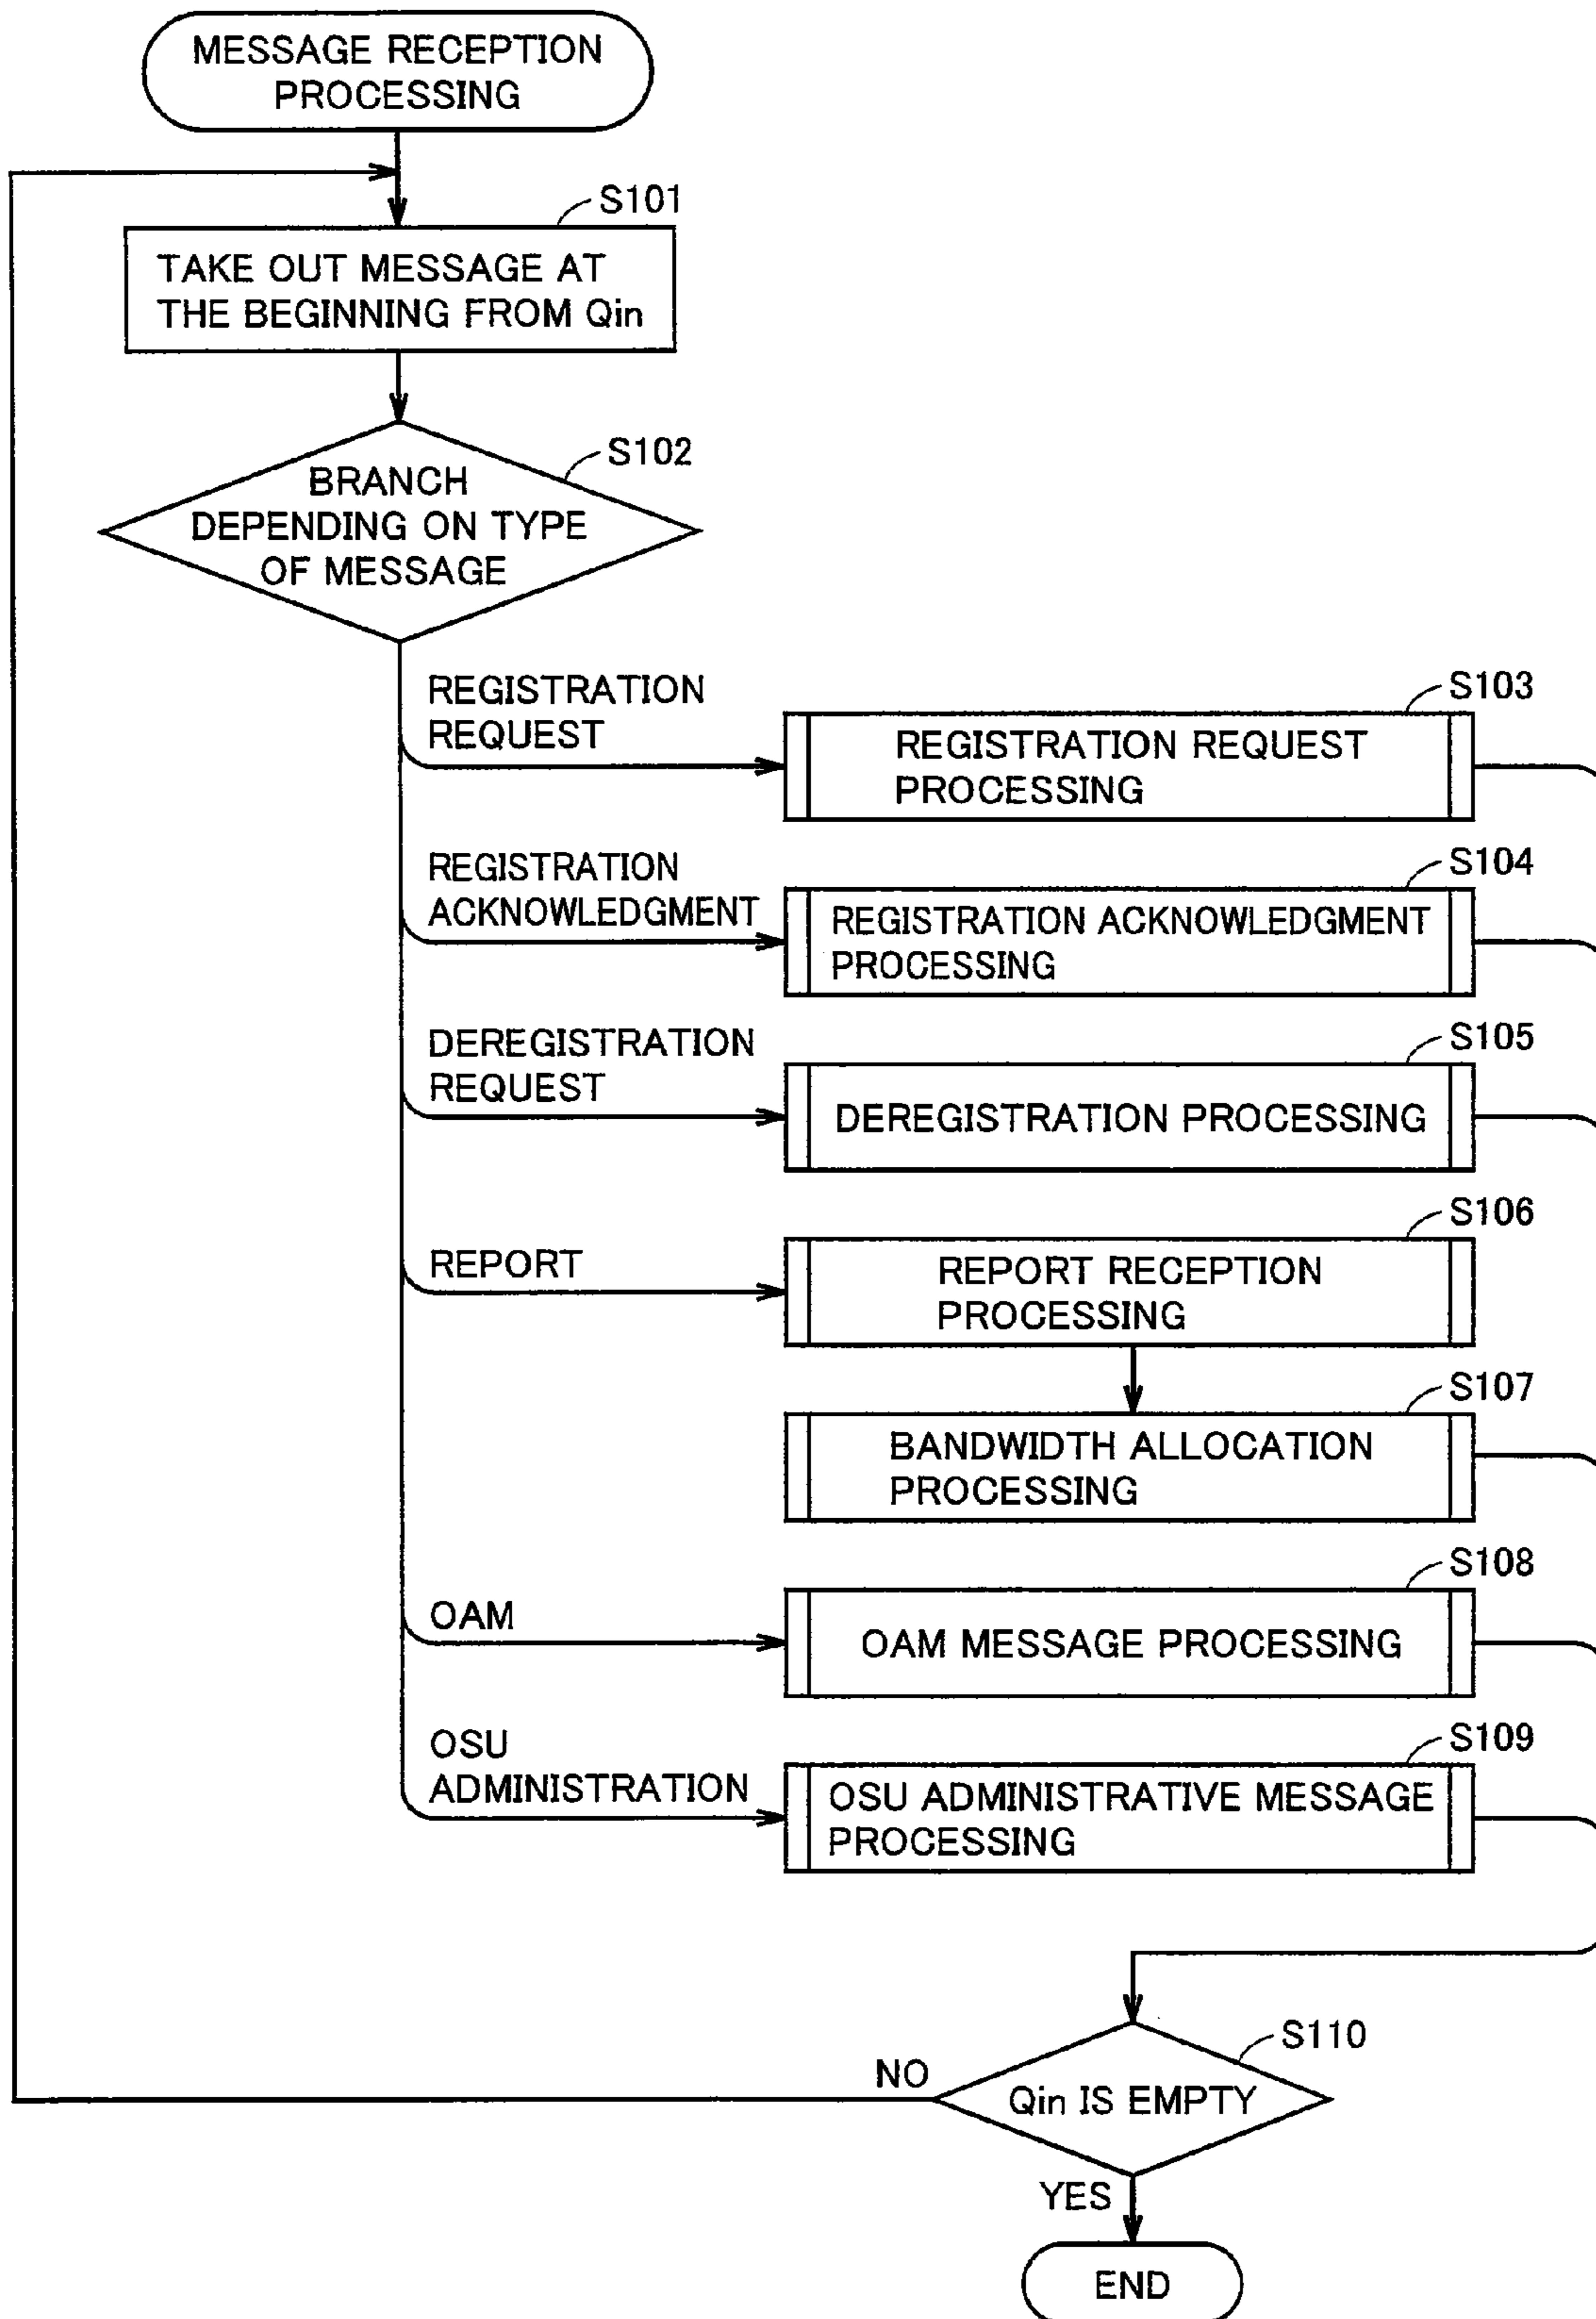 MESSAGE RECEPTION
PROCESSING
S101
TAKE OUT MESSAGE AT
THE BEGINNING FROM Qin
S102
BRANCH
DEPENDING ON TYPE
OF MESSAGE
REGISTRATION
REQUEST
S103
REGISTRATION REQUEST
PROCESSING
REGISTRATION
ACKNOWLEDGMENT
S104
REGISTRATION ACKNOWLEDGMENT
PROCESSING
DEREGISTRATION
REQUEST
S105
DEREGISTRATION PROCESSING
REPORT
S106
REPORT RECEPTION
PROCESSING
S107
BANDWIDTH ALLOCATION
PROCESSING
OAM
S108
OAM MESSAGE PROCESSING
OSU
ADMINISTRATION
S109
OSU ADMINISTRATIVE MESSAGE
PROCESSING
S110
Qin IS EMPTY
NO
YES
END